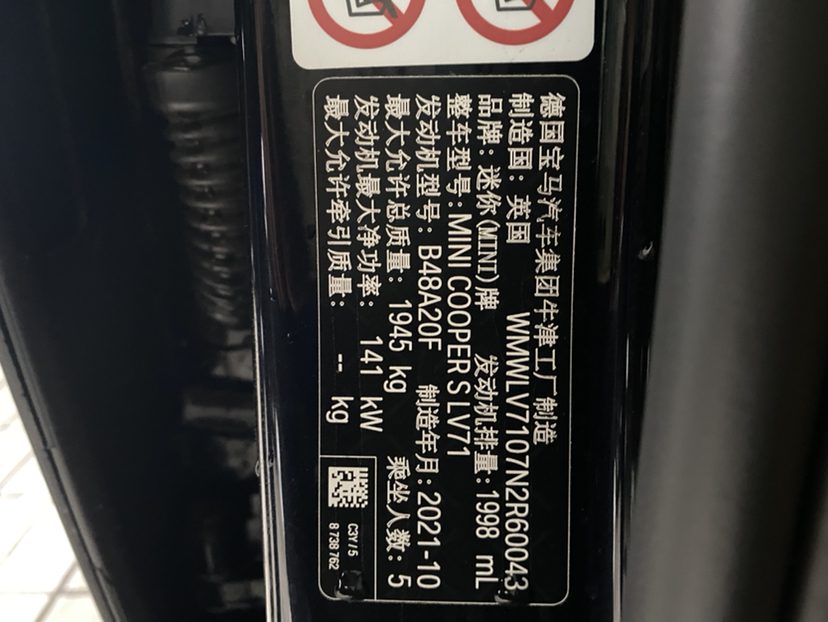 德国宝马汽车集团牛津工厂制造
制造国：英国 WMWLV7107N2R60043
品牌：迷你(MINI)牌 发动机排量：1998 mL
整车型号：MINI COOPER S LV71
发动机型号：B48A20F 制造年月：2021-10
最大允许总质量：1945 kg 乘坐人数：5
发动机最大净功率：141 kW
最大允许牵引质量：-- kg
C3Y/5
8 738 762